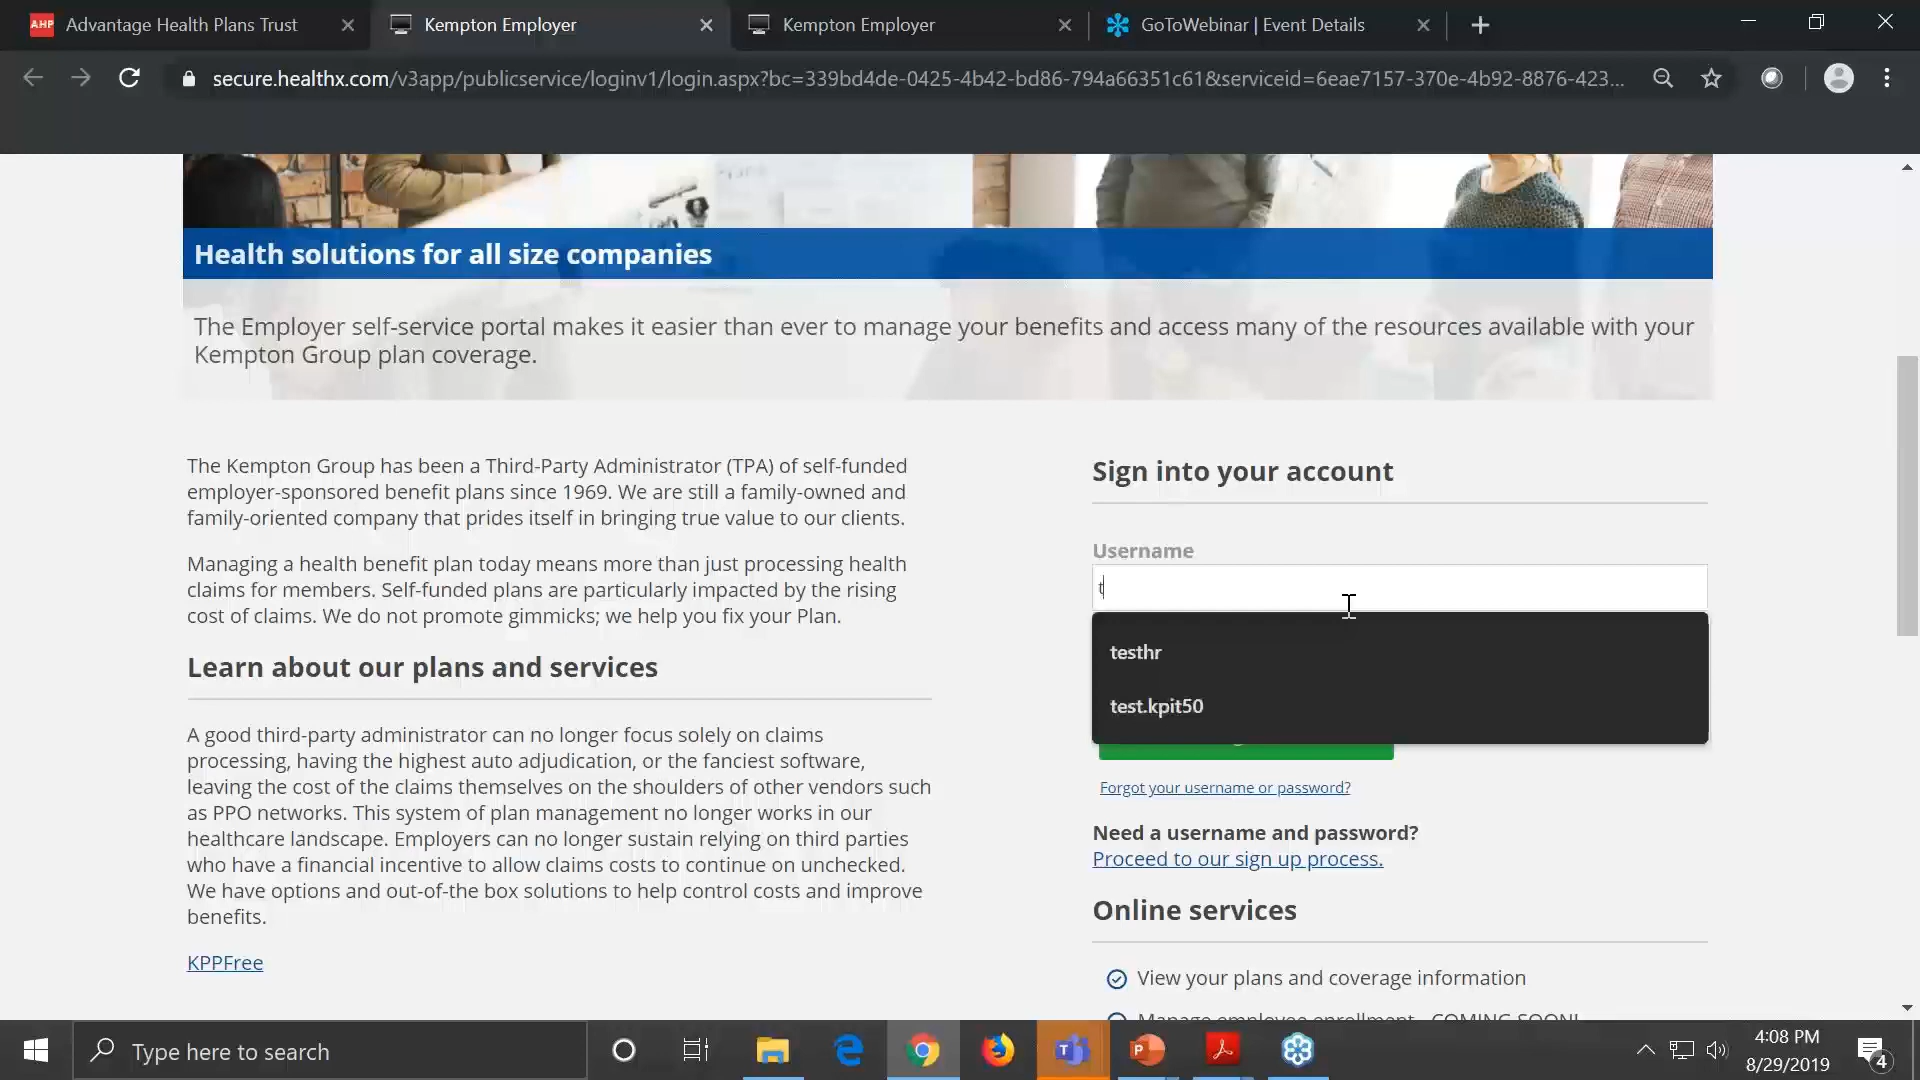 AHP Advantage Health Plans Trust
Kempton Employer
Kempton Employer
GoToWebinar | Event Details
secure.healthx.com/v3app/publicservice/loginv1/login.aspx?bc=339bd4de-0425-4b42-bd86-794a66351c61&serviceid=6eae7157-370e-4b92-8876-423...
Health solutions for all size companies
The Employer self-service portal makes it easier than ever to manage your benefits and access many of the resources available with your
Kempton Group plan coverage.
The Kempton Group has been a Third-Party Administrator (TPA) of self-funded
employer-sponsored benefit plans since 1969. We are still a family-owned and
family-oriented company that prides itself in bringing true value to our clients.
Managing a health benefit plan today means more than just processing health
claims for members. Self-funded plans are particularly impacted by the rising
cost of claims. We do not promote gimmicks; we help you fix your Plan.
Learn about our plans and services
A good third-party administrator can no longer focus solely on claims
processing, having the highest auto adjudication, or the fanciest software,
leaving the cost of the claims themselves on the shoulders of other vendors such
as PPO networks. This system of plan management no longer works in our
healthcare landscape. Employers can no longer sustain relying on third parties
who have a financial incentive to allow claims costs to continue on unchecked.
We have options and out-of-the box solutions to help control costs and improve
benefits.
KPPFree
Sign into your account
Username
t
testhr
test.kpit50
Forgot your username or password?
Need a username and password?
Proceed to our sign up process.
Online services
View your plans and coverage information
Manage employee enrollment - COMING SOON!
Type here to search
4:08 PM
8/29/2019
4